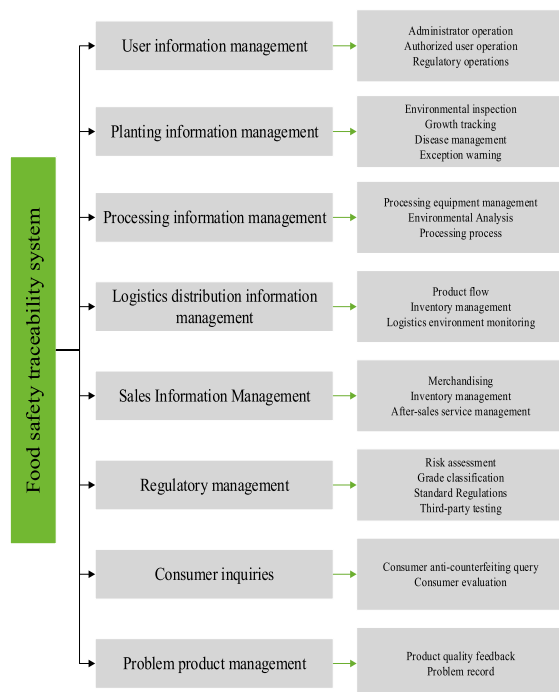 Food safety traceability system
User information management
Administrator operation
Authorized user operation
Regulatory operations
Planting information management
Environmental inspection
Growth tracking
Disease management
Exception warning
Processing information management
Processing equipment management
Environmental Analysis
Processing process
Logistics distribution information
management
Product flow
Inventory management
Logistics environment monitoring
Sales Information Management
Merchandising
Inventory management
After-sales service management
Regulatory management
Risk assessment
Grade classification
Standard Regulations
Third-party testing
Consumer inquiries
Consumer anti-counterfeiting query
Consumer evaluation
Problem product management
Product quality feedback
Problem record